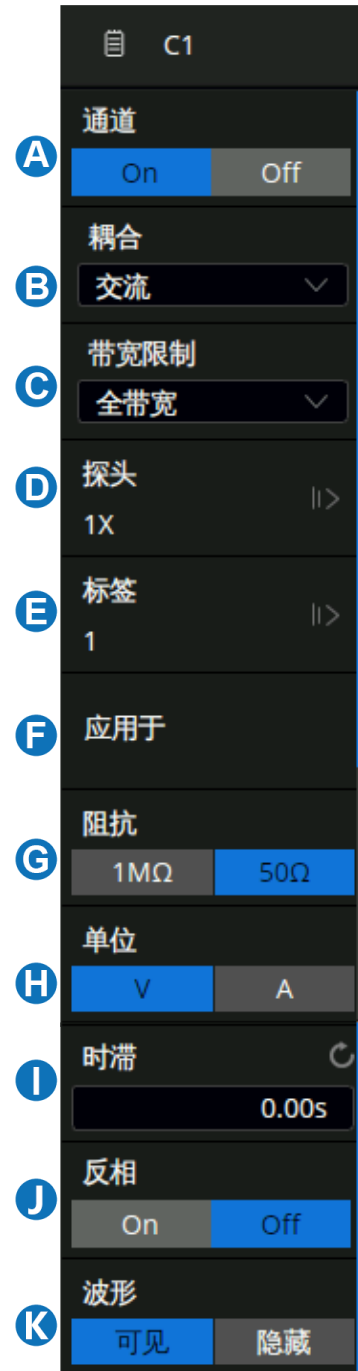 C1
A
通道
On Off
B
耦合
交流
C
带宽限制
全带宽
D
探头
1X
E
标签
1
F
应用于
G
阻抗
1MΩ 50Ω
H
单位
V A
I
时滞
0.00s
J
反相
On Off
K
波形
可见 隐藏